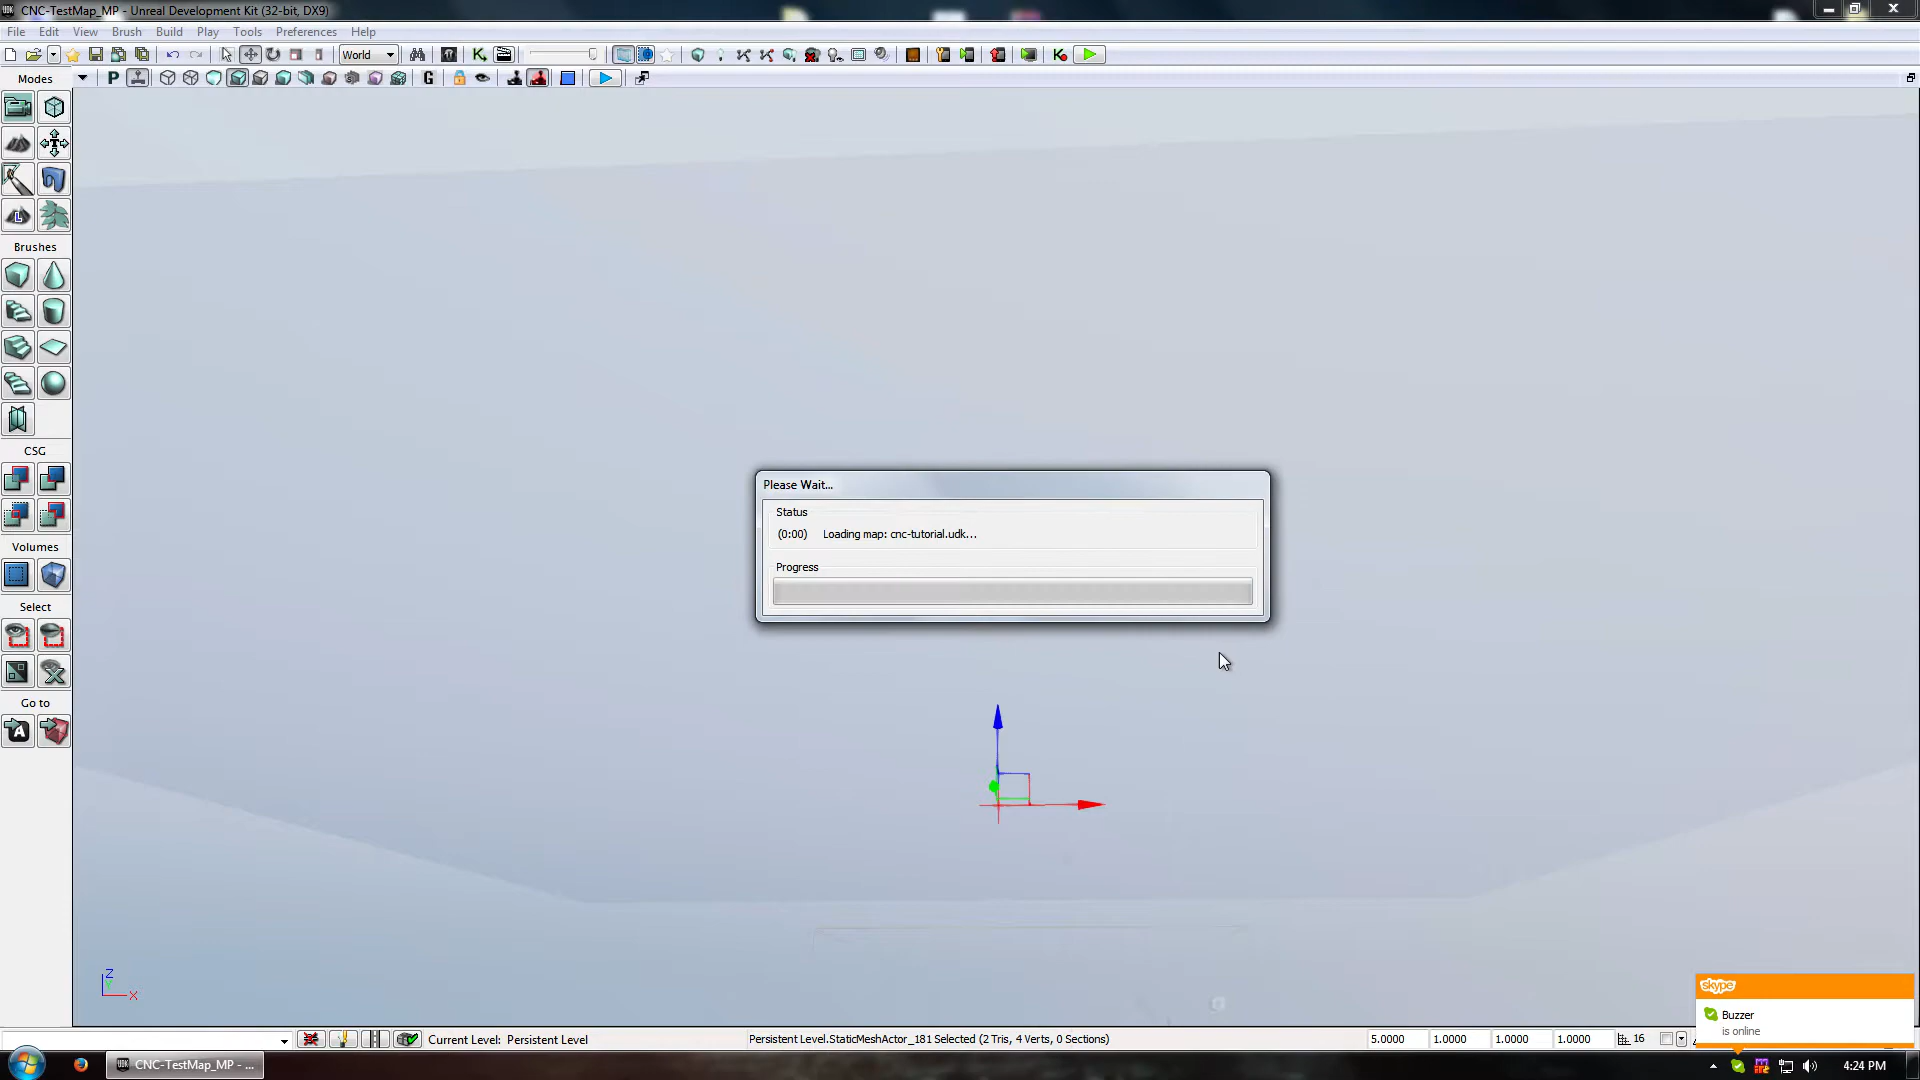 CNC-TestMap_MP - Unreal Development Kit (32-bit, DX9)
File Edit View Brush Build Play Tools Preferences Help
World
Modes
P
G
L
Brushes
CSG
Volumes
Select
Go to
A
Please Wait...
Status
(0:00) Loading map: cnc-tutorial.udk...
Progress
Z
Y
X
skype
Buzzer
is online
Current Level: Persistent Level
Persistent Level.StaticMeshActor_181 Selected (2 Tris, 4 Verts, 0 Sections)
5.0000 1.0000 1.0000 1.0000 16
CNC-TestMap_MP - ...
4:24 PM